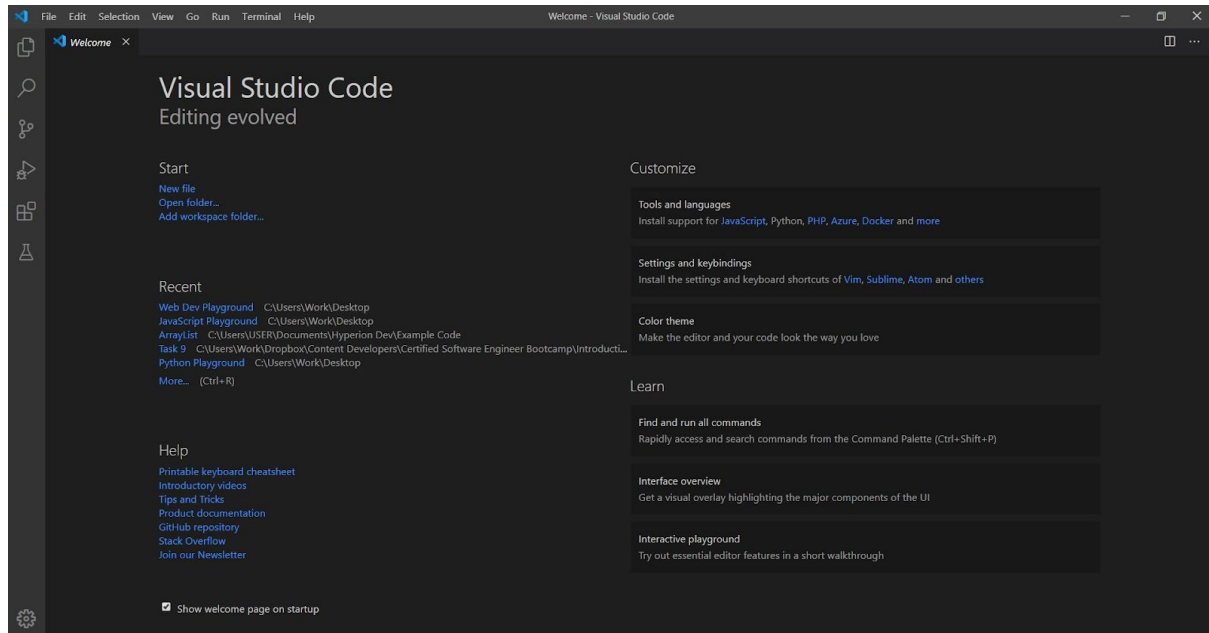 File Edit Selection View Go Run Terminal Help
Welcome - Visual Studio Code
Welcome
Visual Studio Code
Editing evolved
Start
New file
Open folder...
Add workspace folder...
Recent
Web Dev Playground C:\Users\Work\Desktop
JavaScript Playground C:\Users\Work\Desktop
ArrayList C:\Users\USER\Documents\Hyperion Dev\Example Code
Task 9 C:\Users\Work\Dropbox\Content Developers\Certified Software Engineer Bootcamp\Introducti...
Python Playground C:\Users\Work\Desktop
More... (Ctrl+R)
Help
Printable keyboard cheatsheet
Introductory videos
Tips and Tricks
Product documentation
GitHub repository
Stack Overflow
Join our Newsletter
Show welcome page on startup
Customize
Tools and languages
Install support for JavaScript, Python, PHP, Azure, Docker and more
Settings and keybindings
Install the settings and keyboard shortcuts of Vim, Sublime, Atom and others
Color theme
Make the editor and your code look the way you love
Learn
Find and run all commands
Rapidly access and search commands from the Command Palette (Ctrl+Shift+P)
Interface overview
Get a visual overlay highlighting the major components of the UI
Interactive playground
Try out essential editor features in a short walkthrough